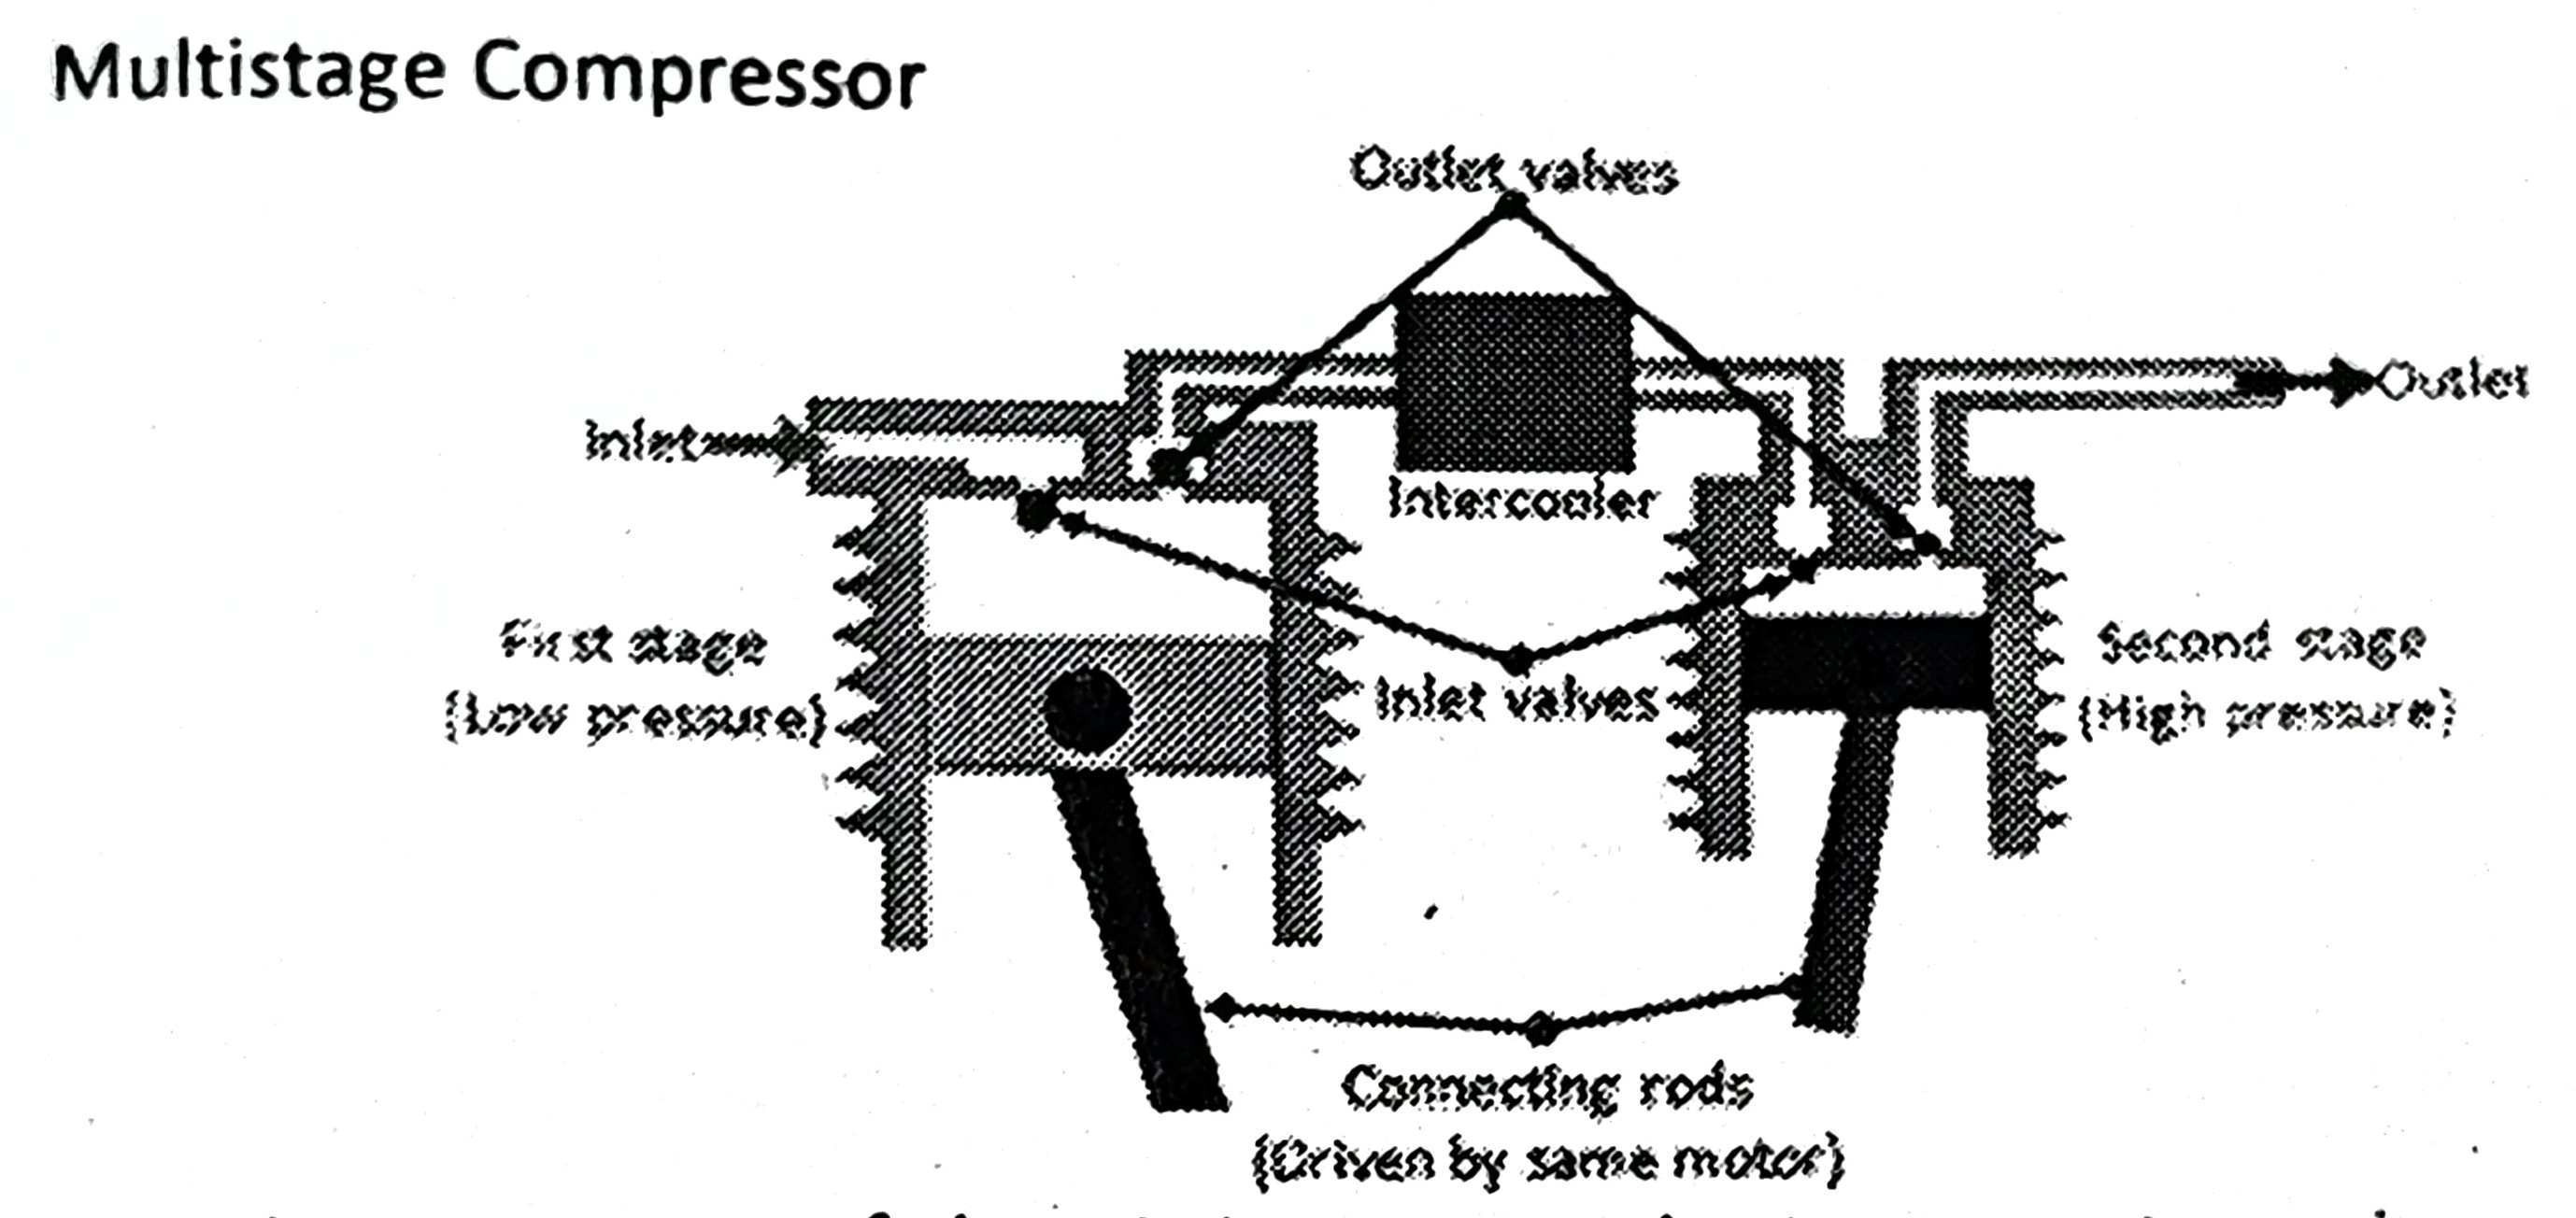 Multistage Compressor
Outlet valves
Inlet
Outlet
Intercooler
First stage
(Low pressure)
Inlet valves
Second stage
(High pressure)
Connecting rods
(Driven by same motor)